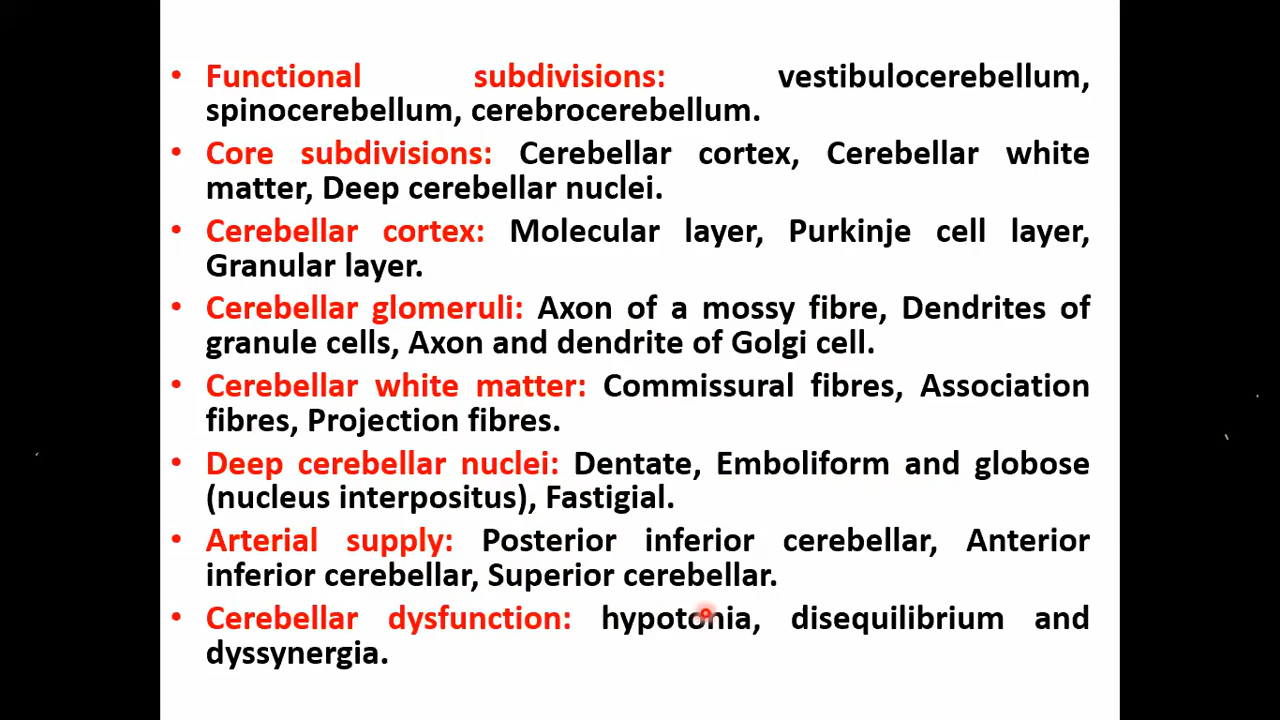 • Functional subdivisions: vestibulocerebellum,
spinocerebellum, cerebrocerebellum.
• Core subdivisions: Cerebellar cortex, Cerebellar white
matter, Deep cerebellar nuclei.
• Cerebellar cortex: Molecular layer, Purkinje cell layer,
Granular layer.
• Cerebellar glomeruli: Axon of a mossy fibre, Dendrites of
granule cells, Axon and dendrite of Golgi cell.
• Cerebellar white matter: Commissural fibres, Association
fibres, Projection fibres.
• Deep cerebellar nuclei: Dentate, Emboliform and globose
(nucleus interpositus), Fastigial.
• Arterial supply: Posterior inferior cerebellar, Anterior
inferior cerebellar, Superior cerebellar.
• Cerebellar dysfunction: hypotonia, disequilibrium and
dyssynergia.